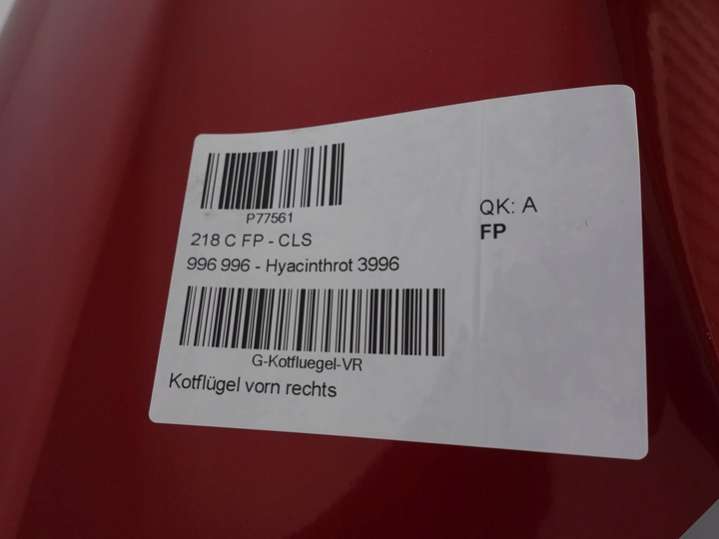 P77561
218 C FP - CLS
996 996 - Hyacinthrot 3996
G-Kotfluegel-VR
Kotflügel vorn rechts
QK: A
FP